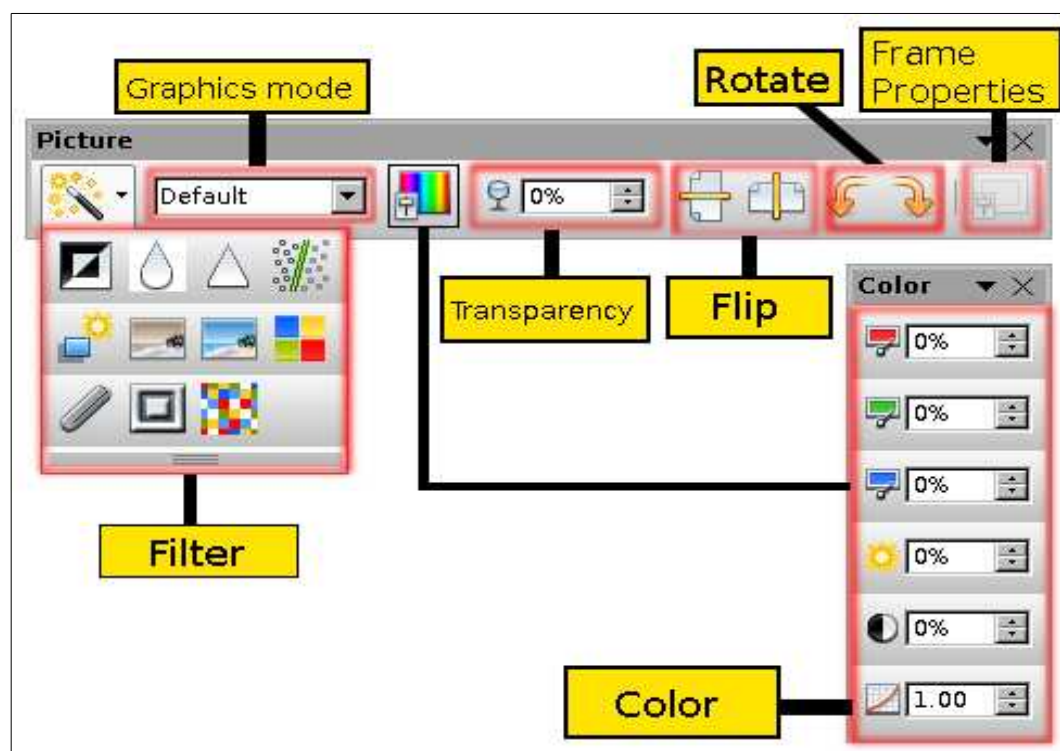 Frame
Properties
Rotate
Graphics mode
Picture
Default
0%
Transparency
Flip
Color
0%
0%
0%
0%
0%
1.00
Filter
Color